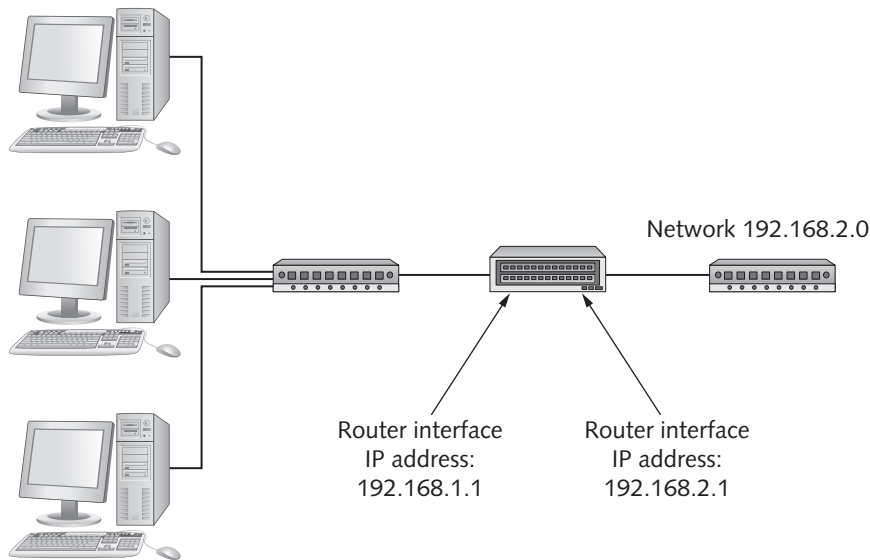 Network 192.168.2.0
Router interface
IP address:
192.168.1.1
Router interface
IP address:
192.168.2.1